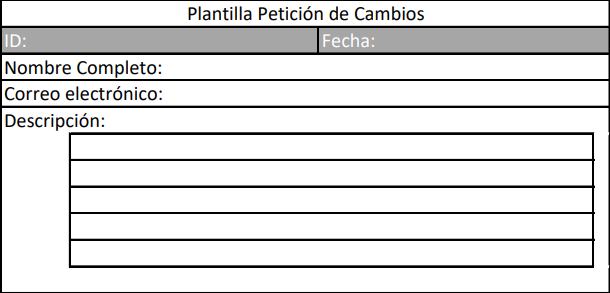 Plantilla Petición de Cambios
ID: Fecha:
Nombre Completo:
Correo electrónico:
Descripción: